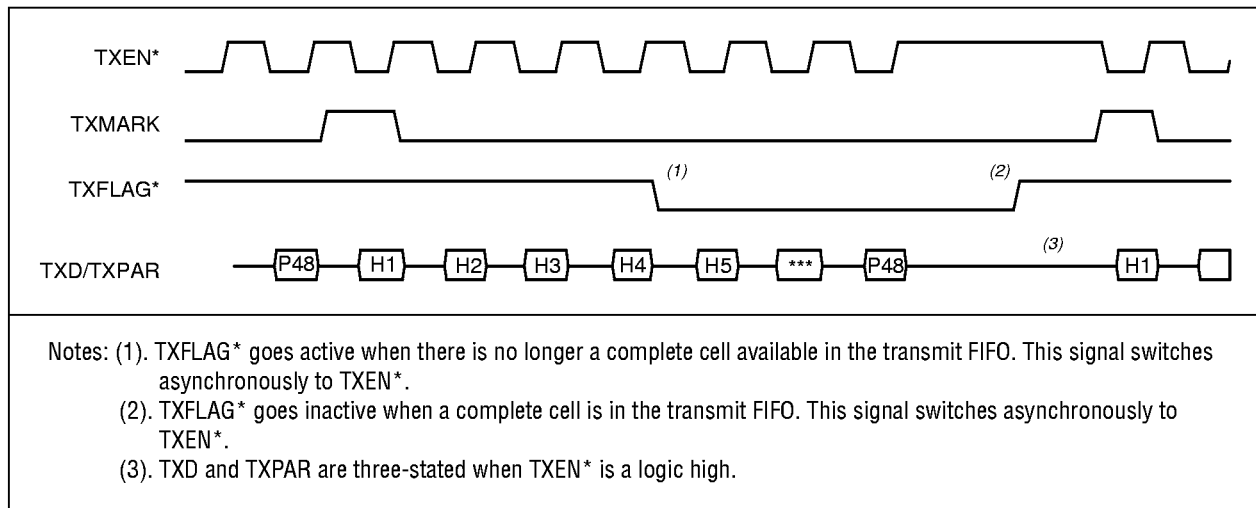 TXEN*
TXMARK
TXFLAG* (1) (2)
(3)
TXD/TXPAR P48 H1 H2 H3 H4 H5 *** P48 H1
Notes: (1). TXFLAG* goes active when there is no longer a complete cell available in the transmit FIFO. This signal switches
asynchronously to TXEN*.
(2). TXFLAG* goes inactive when a complete cell is in the transmit FIFO. This signal switches asynchronously to
TXEN*.
(3). TXD and TXPAR are three-stated when TXEN* is a logic high.